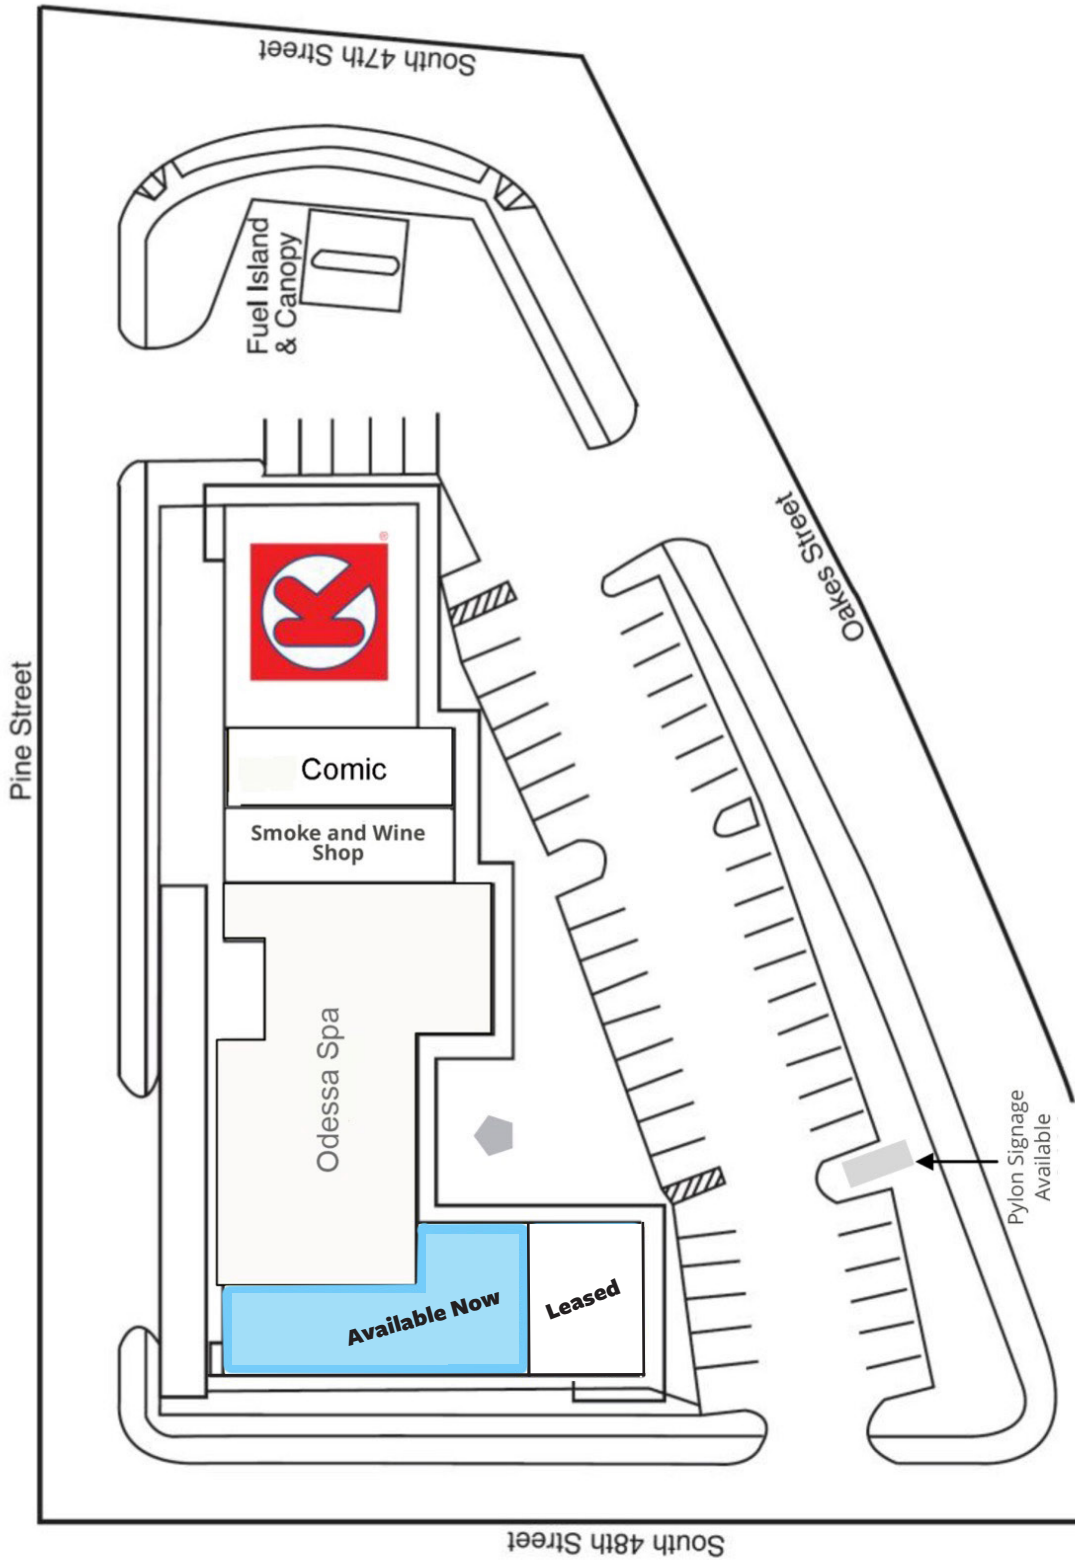 South 47th Street
Fuel Island
& Canopy
Oakes Street
Pine Street
K
®
Comic
Smoke and Wine
Shop
Odessa Spa
Pylon Signage
Available
Available Now
Leased
South 48th Street